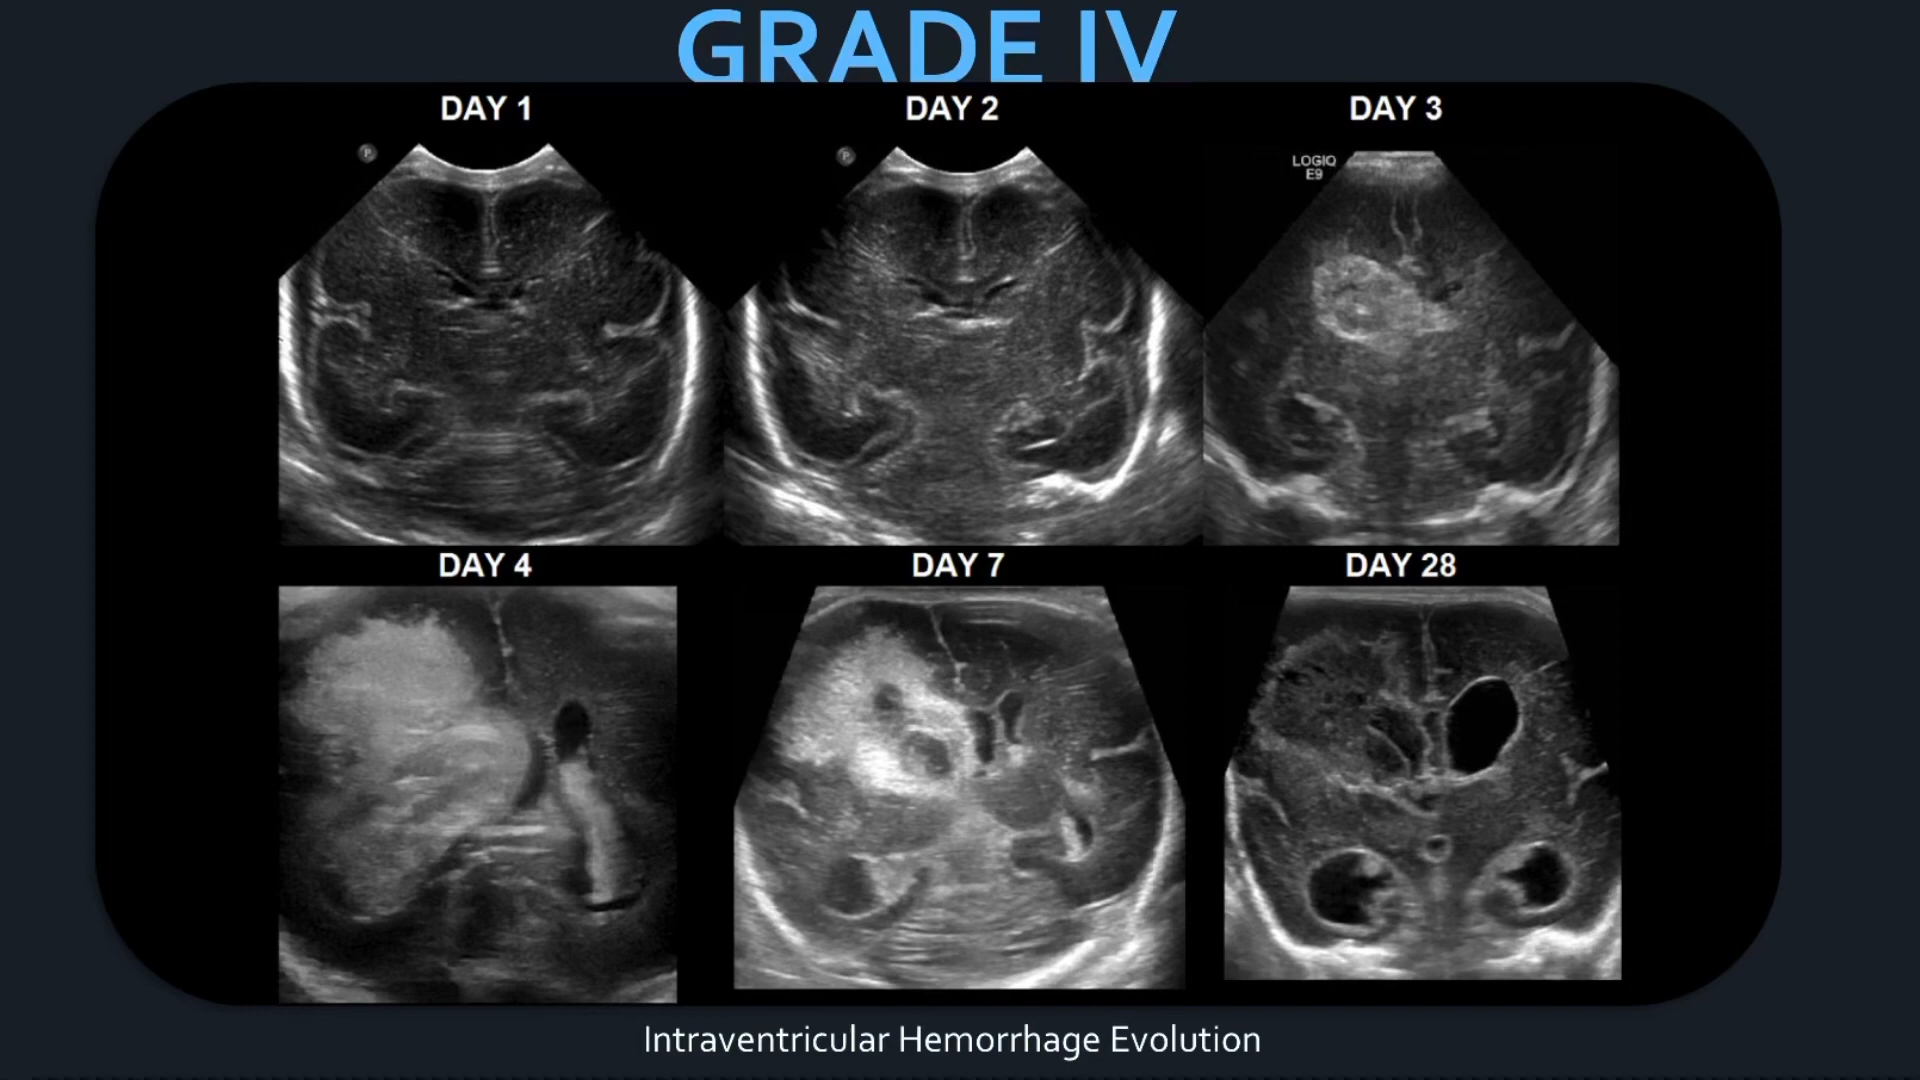 GRADE IV
DAY 1
DAY 2
DAY 3
P
P
LOGIQ
E9
DAY 4
DAY 7
DAY 28
Intraventricular Hemorrhage Evolution